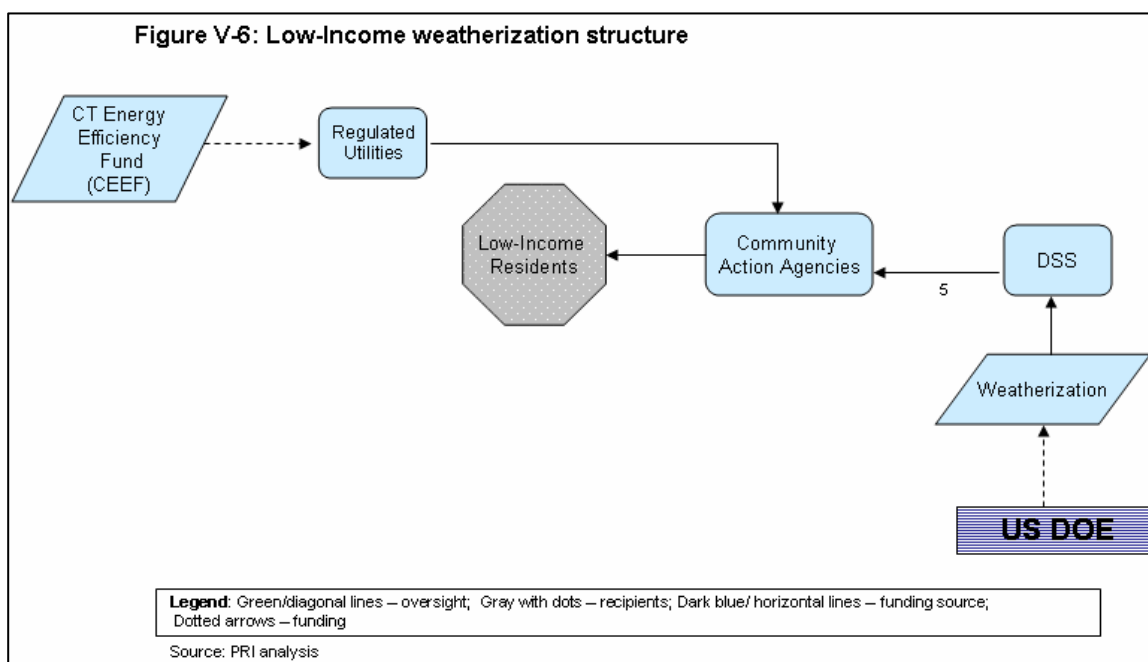 Figure V-6: Low-Income weatherization structure
CT Energy
Efficiency
Fund
(CEEF)
Regulated
Utilities
Low-Income
Residents
Community
Action Agencies
5
DSS
Weatherization
US DOE
Legend: Green/diagonal lines – oversight; Gray with dots – recipients; Dark blue/ horizontal lines – funding source;
Dotted arrows – funding
Source: PRI analysis